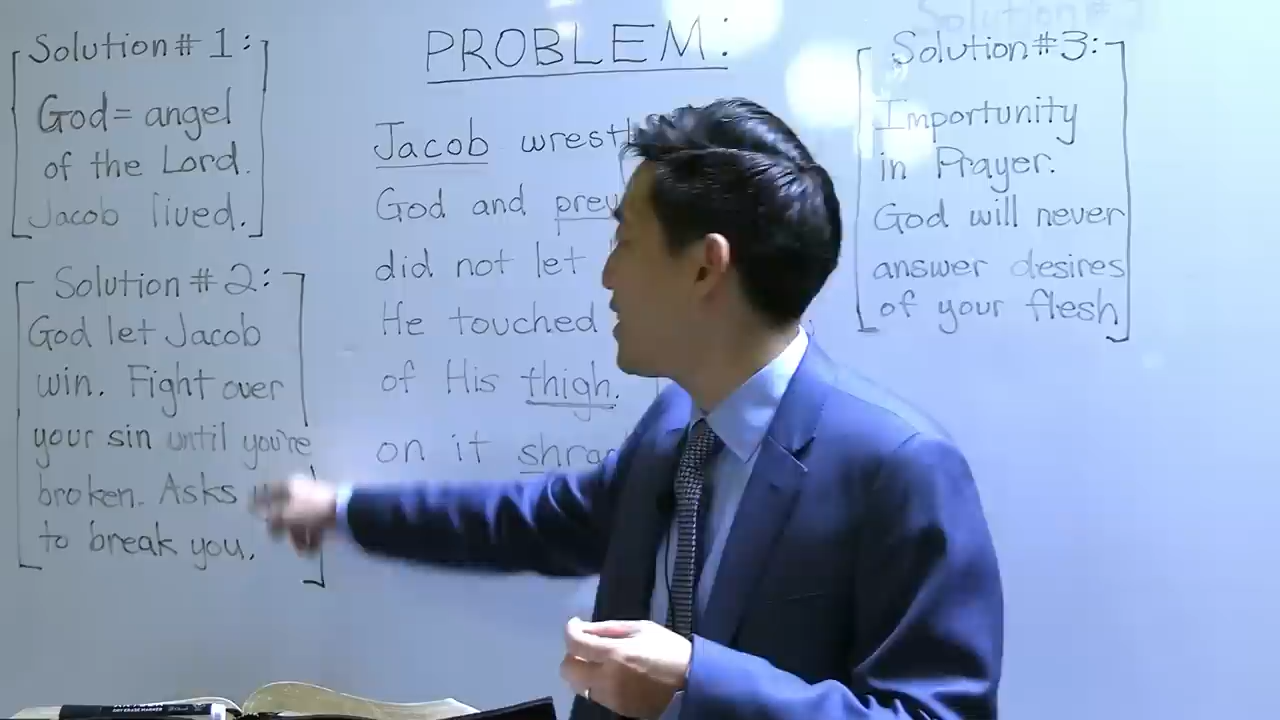 Solution # 1:
God = angel
of the Lord.
Jacob lived.
Solution # 2:
God let Jacob
win. Fight over
your sin until you're
broken. Asks
to break you.
PROBLEM:
Jacob wrest
God and prev
did not let
He touched
of His thigh.
on it shra
Solution #3:
Importunity
in Prayer.
God will never
answer desires
of your flesh
DRY ERASE MARKER